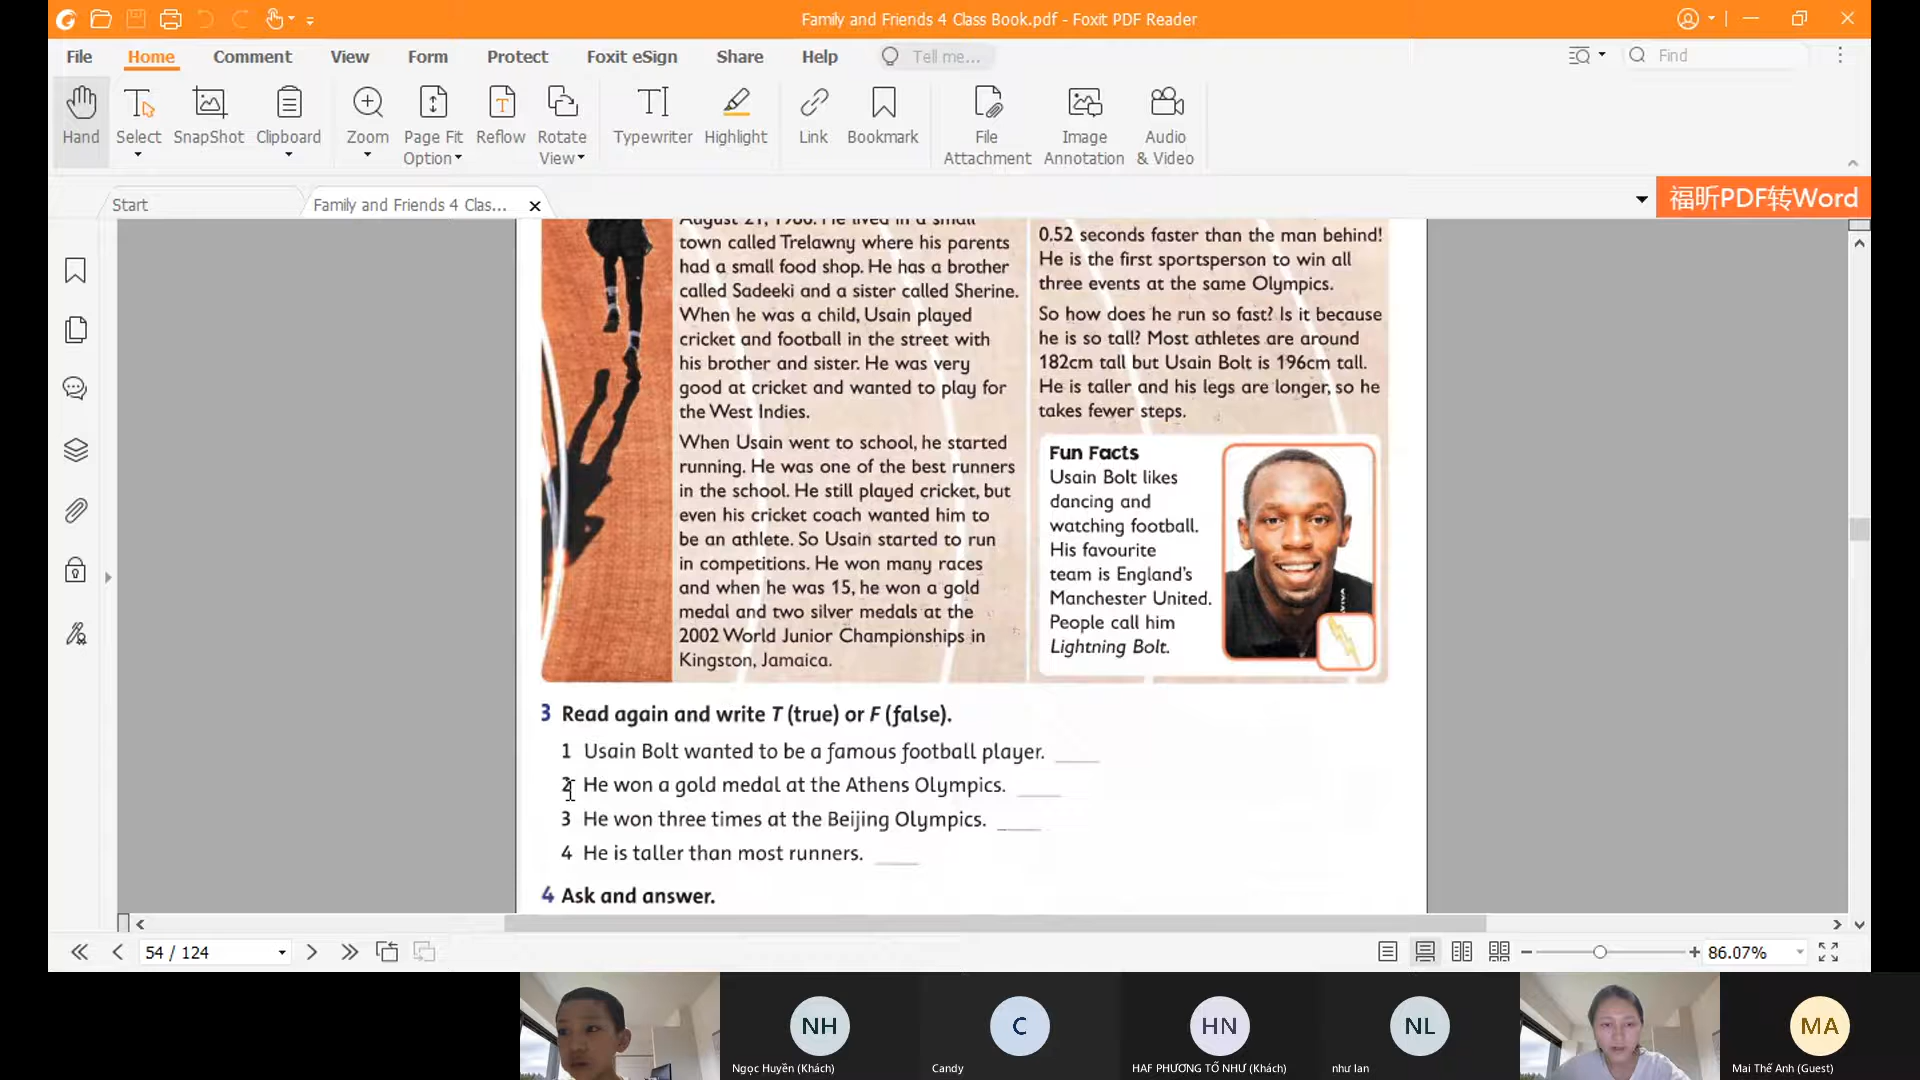 Family and Friends 4 Class Book.pdf - Foxit PDF Reader
File Home Comment View Form Protect Foxit eSign Share Help Tell me... Find
Hand Select SnapShot Clipboard Zoom Page Fit Option Reflow Rotate View Typewriter Highlight Link Bookmark File Attachment Image Annotation Audio & Video
Start Family and Friends 4 Clas... 福昕PDF转Word
August 21, 1986. He lived in a small
town called Trelawny where his parents
had a small food shop. He has a brother
called Sadeeki and a sister called Sherine.
When he was a child, Usain played
cricket and football in the street with
his brother and sister. He was very
good at cricket and wanted to play for
the West Indies.
When Usain went to school, he started
running. He was one of the best runners
in the school. He still played cricket, but
even his cricket coach wanted him to
be an athlete. So Usain started to run
in competitions. He won many races
and when he was 15, he won a gold
medal and two silver medals at the
2002 World Junior Championships in
Kingston, Jamaica.
0.52 seconds faster than the man behind!
He is the first sportsperson to win all
three events at the same Olympics.
So how does he run so fast? Is it because
he is so tall? Most athletes are around
182cm tall but Usain Bolt is 196cm tall.
He is taller and his legs are longer, so he
takes fewer steps.
Fun Facts
Usain Bolt likes
dancing and
watching football.
His favourite
team is England's
Manchester United.
People call him
Lightning Bolt.
3 Read again and write T (true) or F (false).
1 Usain Bolt wanted to be a famous football player.
2 He won a gold medal at the Athens Olympics.
3 He won three times at the Beijing Olympics.
4 He is taller than most runners.
4 Ask and answer.
54 / 124 86.07%
NH C HN NL MA
Ngọc Huyền (Khách) Candy HAF PHƯƠNG TỐ NHƯ (Khách) như lan Mai Thế Anh (Guest)